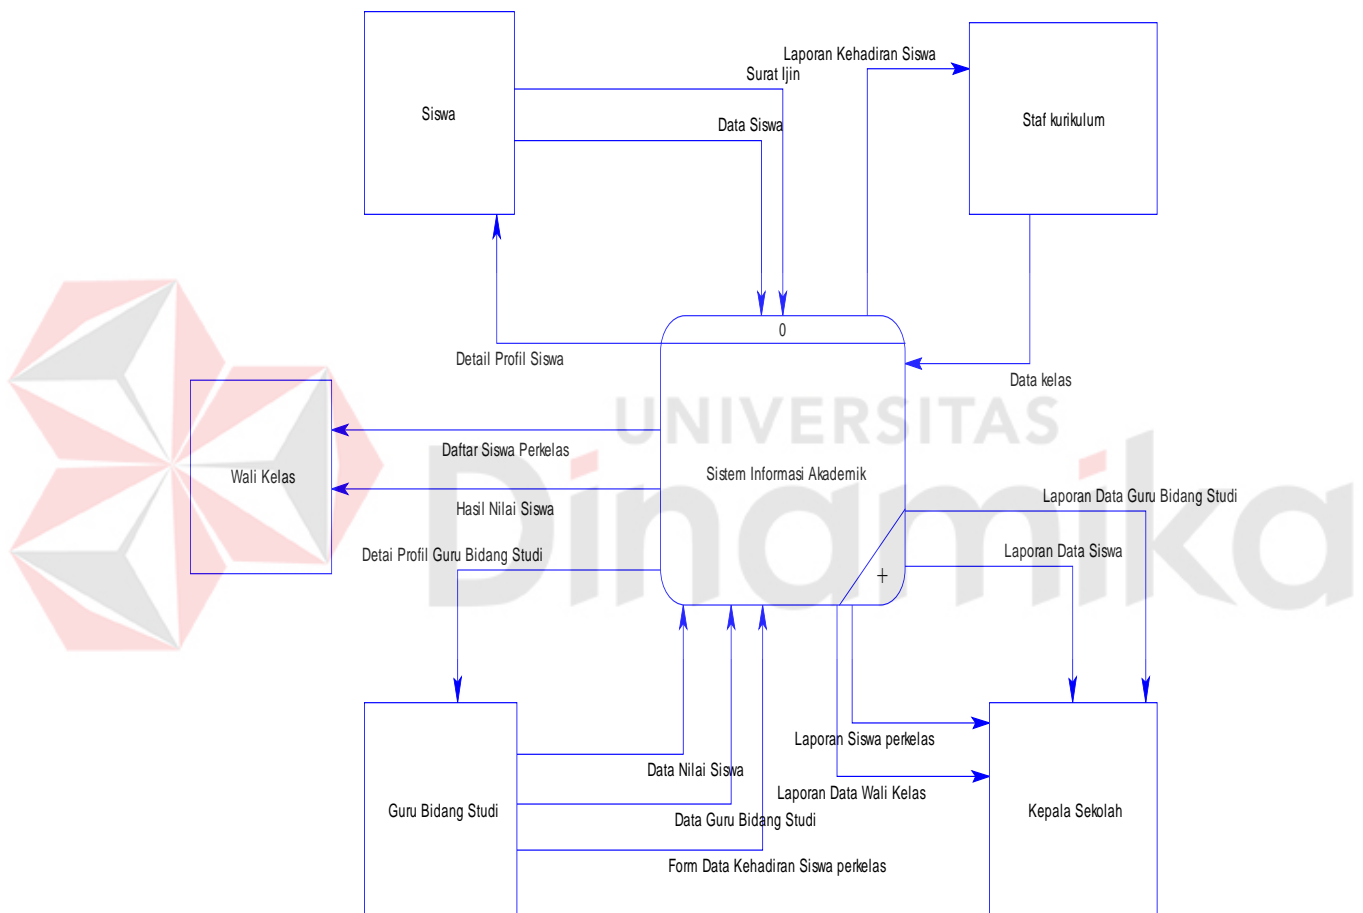 Laporan Kehadiran Siswa
Surat Ijin
Siswa
Staf kurikulum
Data Siswa
0
Detail Profil Siswa
Data kelas
UNIVERSITAS
Dinamika
Daftar Siswa Perkelas
Wali Kelas
Sistem Informasi Akademik
Hasil Nilai Siswa
Laporan Data Guru Bidang Studi
Detai Profil Guru Bidang Studi
Laporan Data Siswa
+
Laporan Siswa perkelas
Data Nilai Siswa
Laporan Data Wali Kelas
Guru Bidang Studi
Kepala Sekolah
Data Guru Bidang Studi
Form Data Kehadiran Siswa perkelas